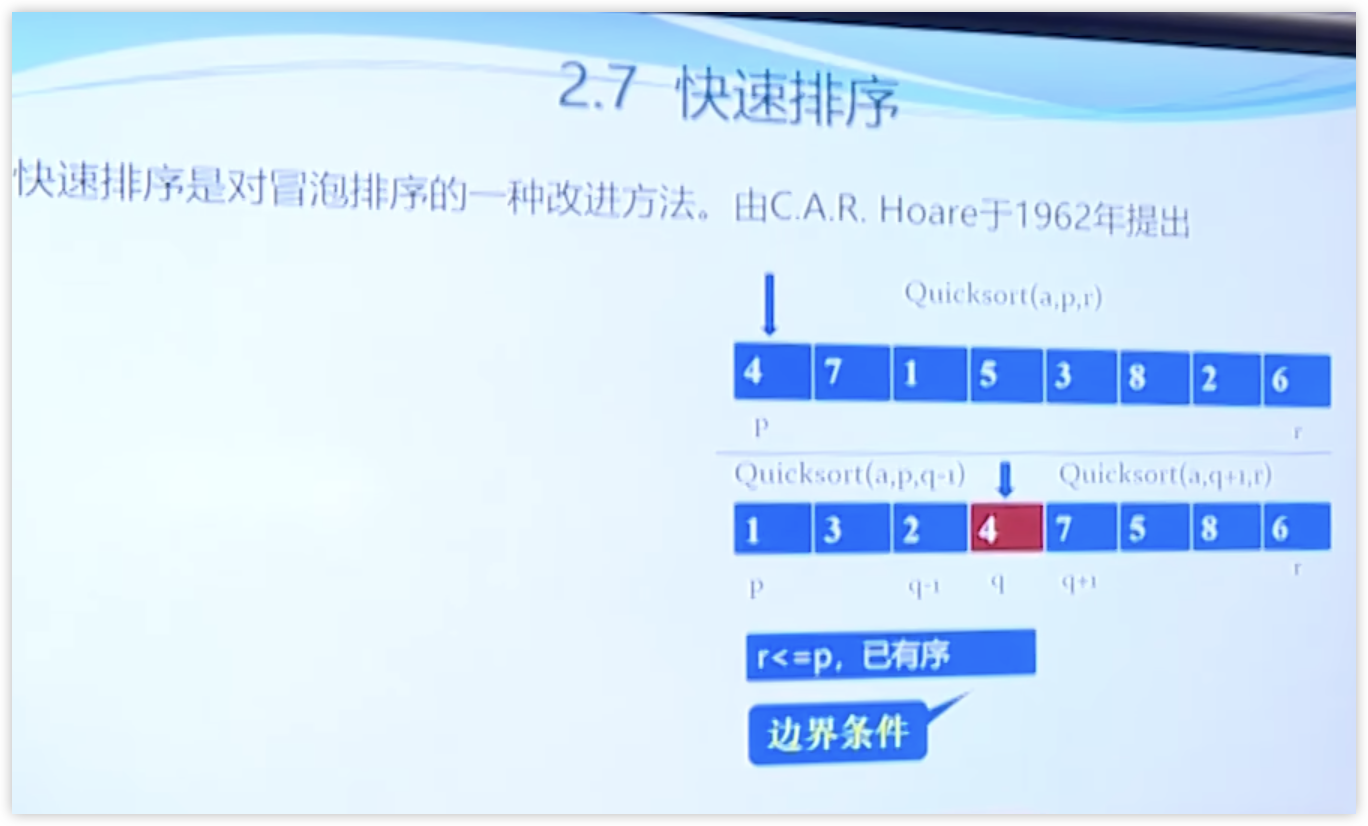 2.7 快速排序
快速排序是对冒泡排序的一种改进方法。由C.A.R. Hoare于1962年提出
Quicksort(a,p,r)
4 7 1 5 3 8 2 6
p r
Quicksort(a,p,q-1) Quicksort(a,q+1,r)
1 3 2 4 7 5 8 6
p q-1 q q+1 r
r<=p，已有序
边界条件